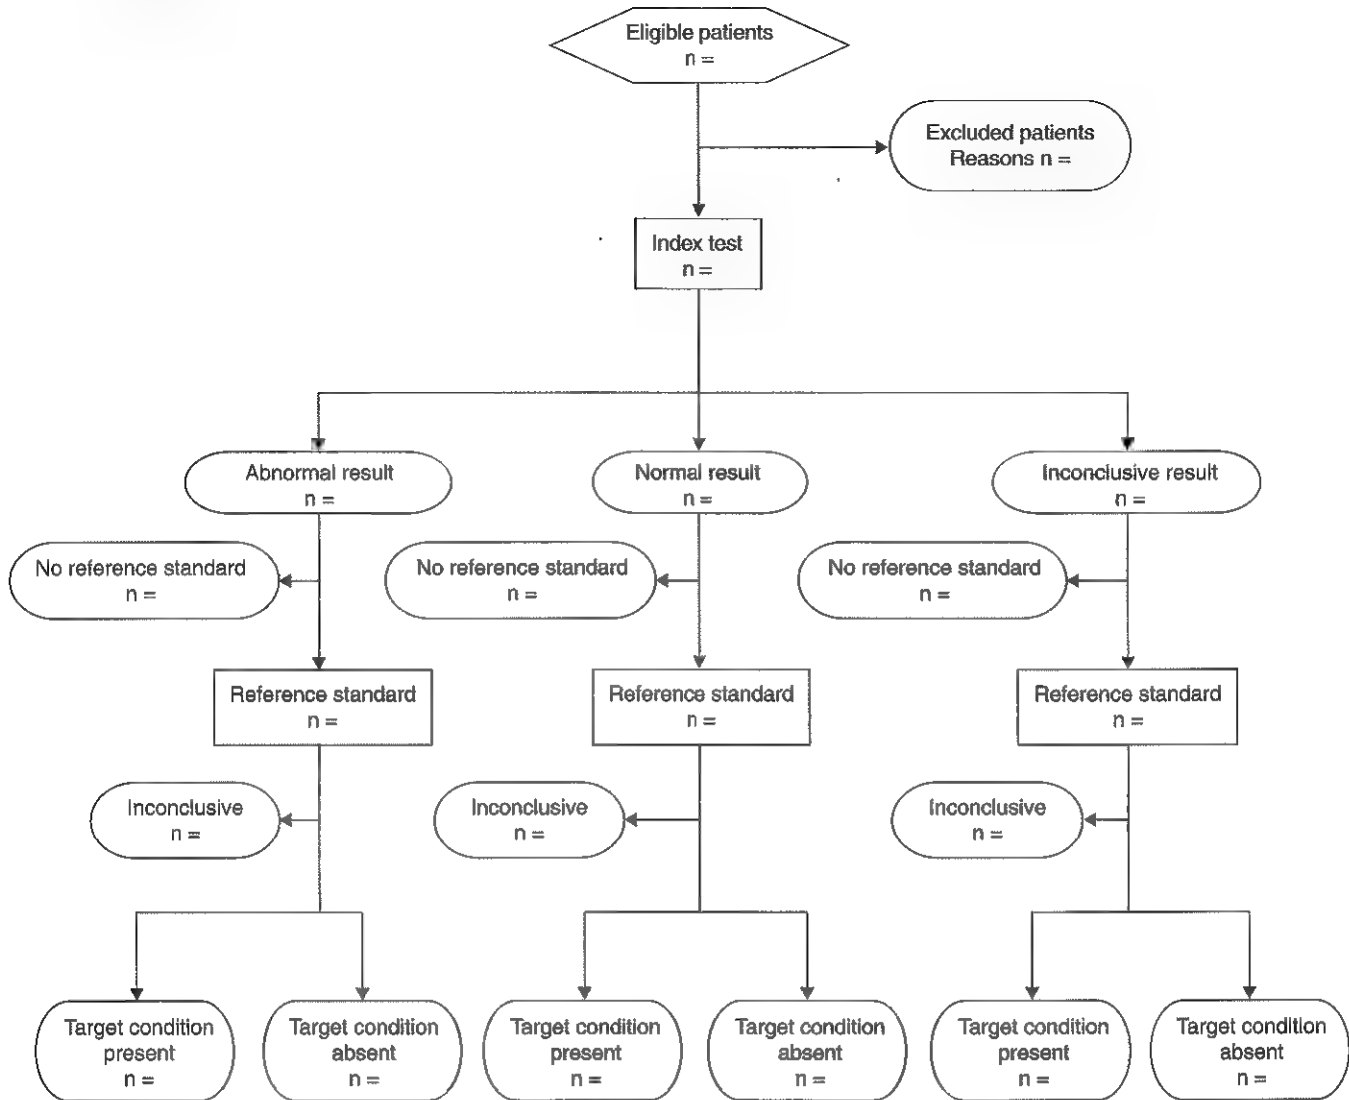 Eligible patients
n =
Excluded patients
Reasons n =
Index test
n =
Abnormal result
n =
Normal result
n =
Inconclusive result
n =
No reference standard
n =
No reference standard
n =
No reference standard
n =
Reference standard
n =
Reference standard
n =
Reference standard
n =
Inconclusive
n =
Inconclusive
n =
Inconclusive
n =
Target condition
present
n =
Target condition
absent
n =
Target condition
present
n =
Target condition
absent
n =
Target condition
present
n =
Target condition
absent
n =